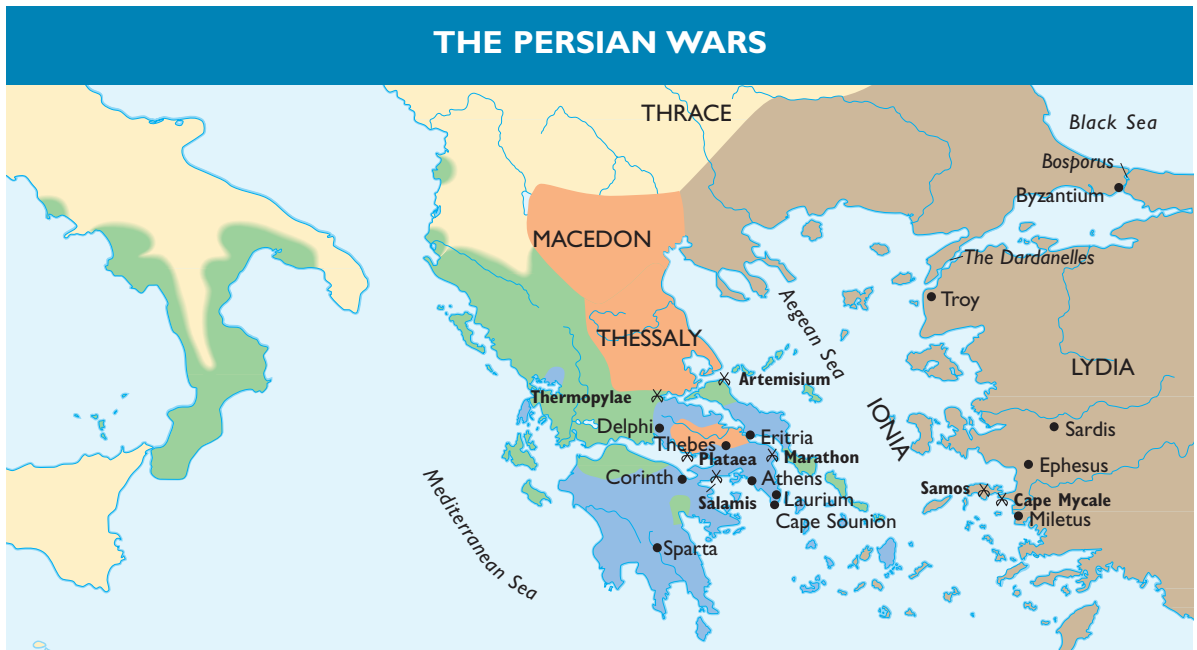 THE PERSIAN WARS
THRACE
Black Sea
Bosporus
Byzantium
MACEDON
The Dardanelles
Troy
Aegean Sea
THESSALY
LYDIA
Artemisium
Thermopylae
IONIA
Delphi
Sardis
Eritria
Thebes
Plataea
Marathon
Ephesus
Corinth
Athens
Mediterranean Sea
Samos
Laurium
Cape Mycale
Salamis
Miletus
Cape Sounion
Sparta